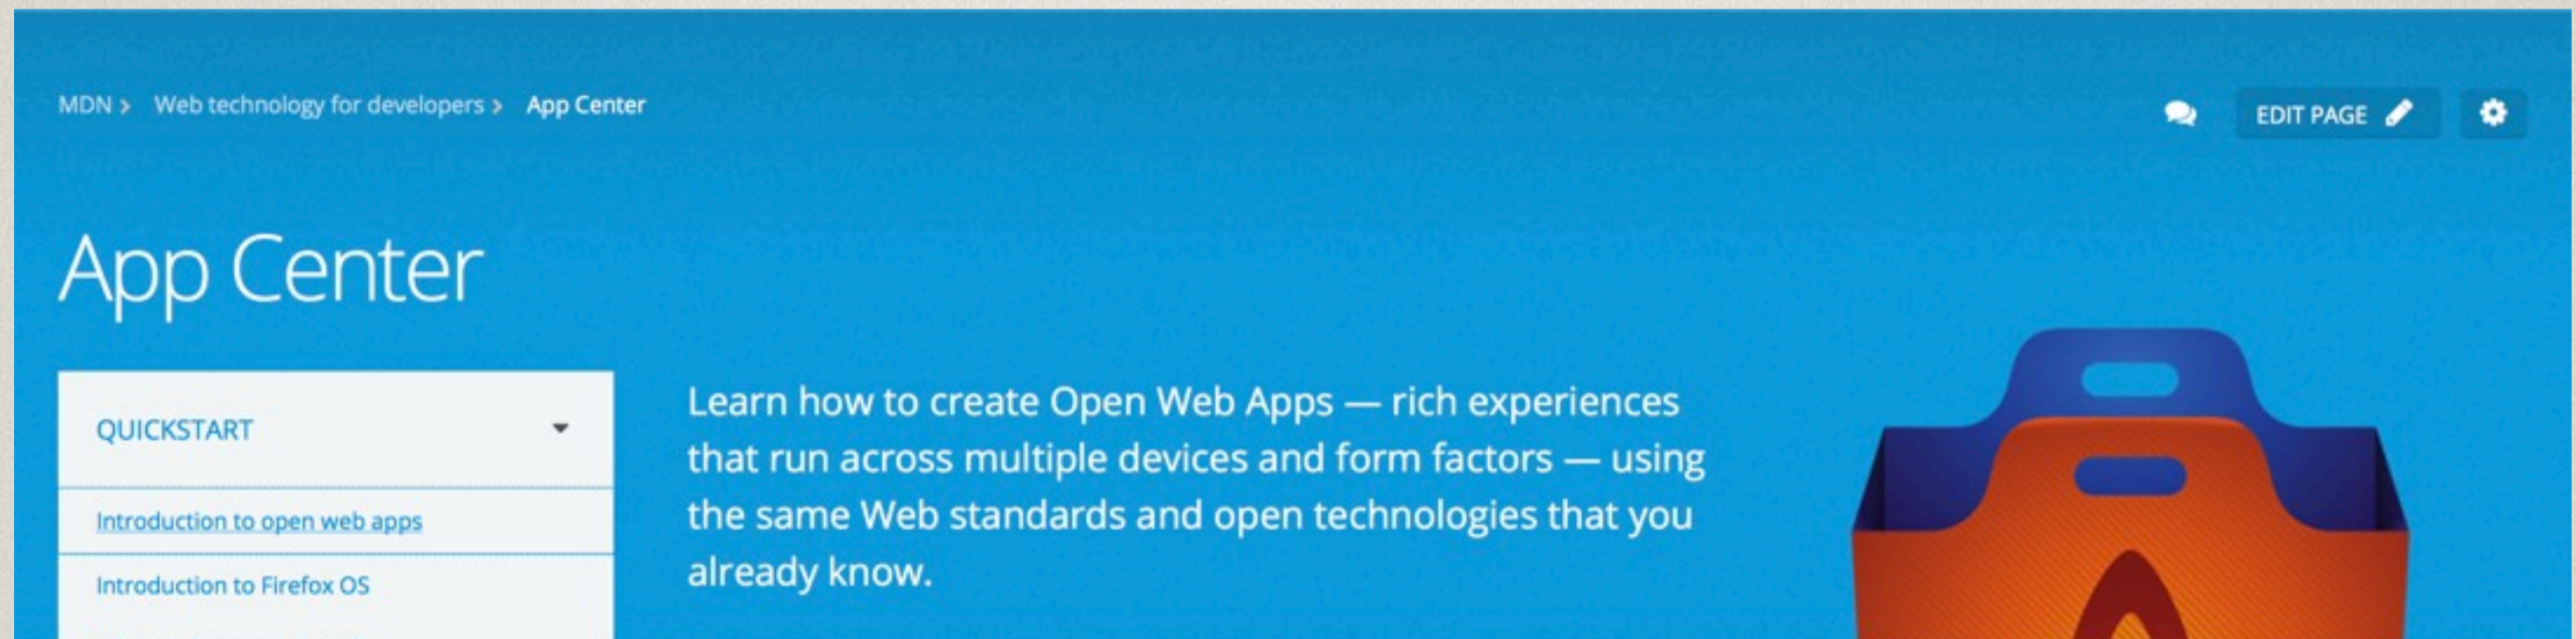 MDN > Web technology for developers > App Center
EDIT PAGE
App Center
QUICKSTART
Introduction to open web apps
Introduction to Firefox OS
Learn how to create Open Web Apps — rich experiences
that run across multiple devices and form factors — using
the same Web standards and open technologies that you
already know.